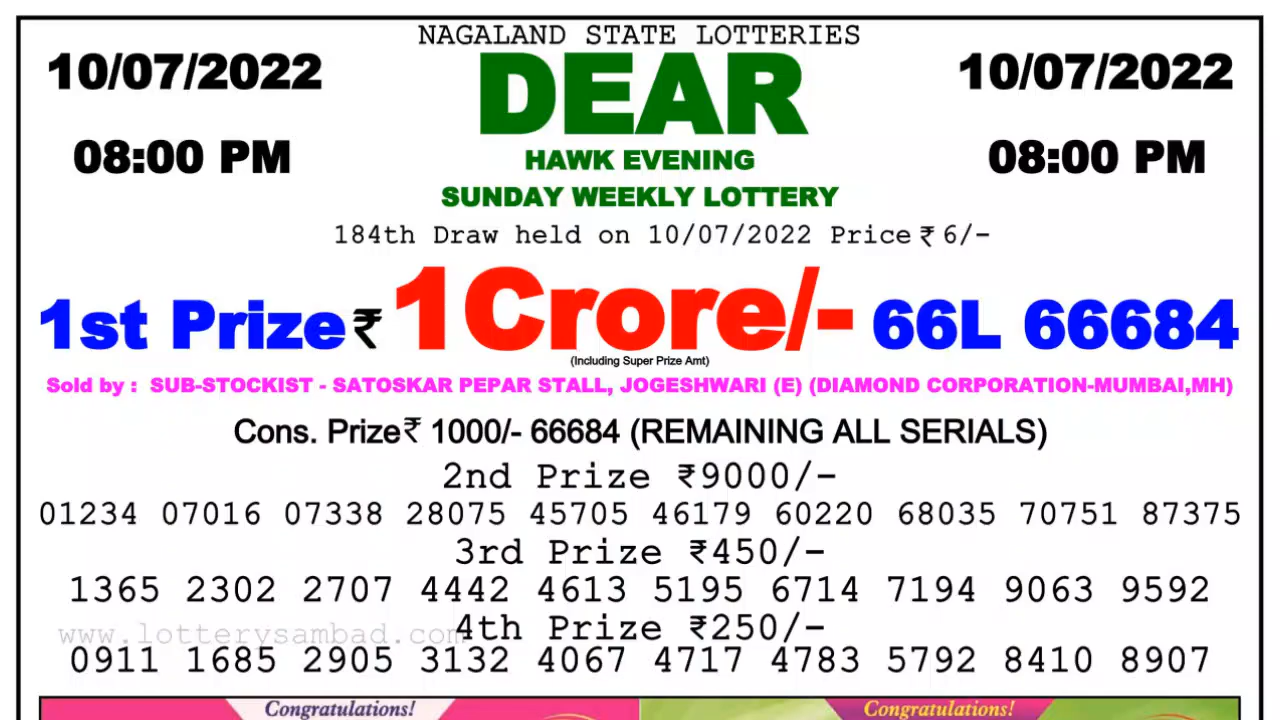 NAGALAND STATE LOTTERIES
10/07/2022 DEAR 10/07/2022
08:00 PM HAWK EVENING 08:00 PM
SUNDAY WEEKLY LOTTERY
184th Draw held on 10/07/2022 Price ₹ 6/-
1st Prize ₹ 1Crore/- 66L 66684
(Including Super Prize Amt)
Sold by : SUB-STOCKIST - SATOSKAR PEPAR STALL, JOGESHWARI (E) (DIAMOND CORPORATION-MUMBAI,MH)
Cons. Prize ₹ 1000/- 66684 (REMAINING ALL SERIALS)
2nd Prize ₹9000/-
01234 07016 07338 28075 45705 46179 60220 68035 70751 87375
3rd Prize ₹450/-
1365 2302 2707 4442 4613 5195 6714 7194 9063 9592
www.lotterysambad.com
4th Prize ₹250/-
0911 1685 2905 3132 4067 4717 4783 5792 8410 8907
Congratulations! Congratulations!